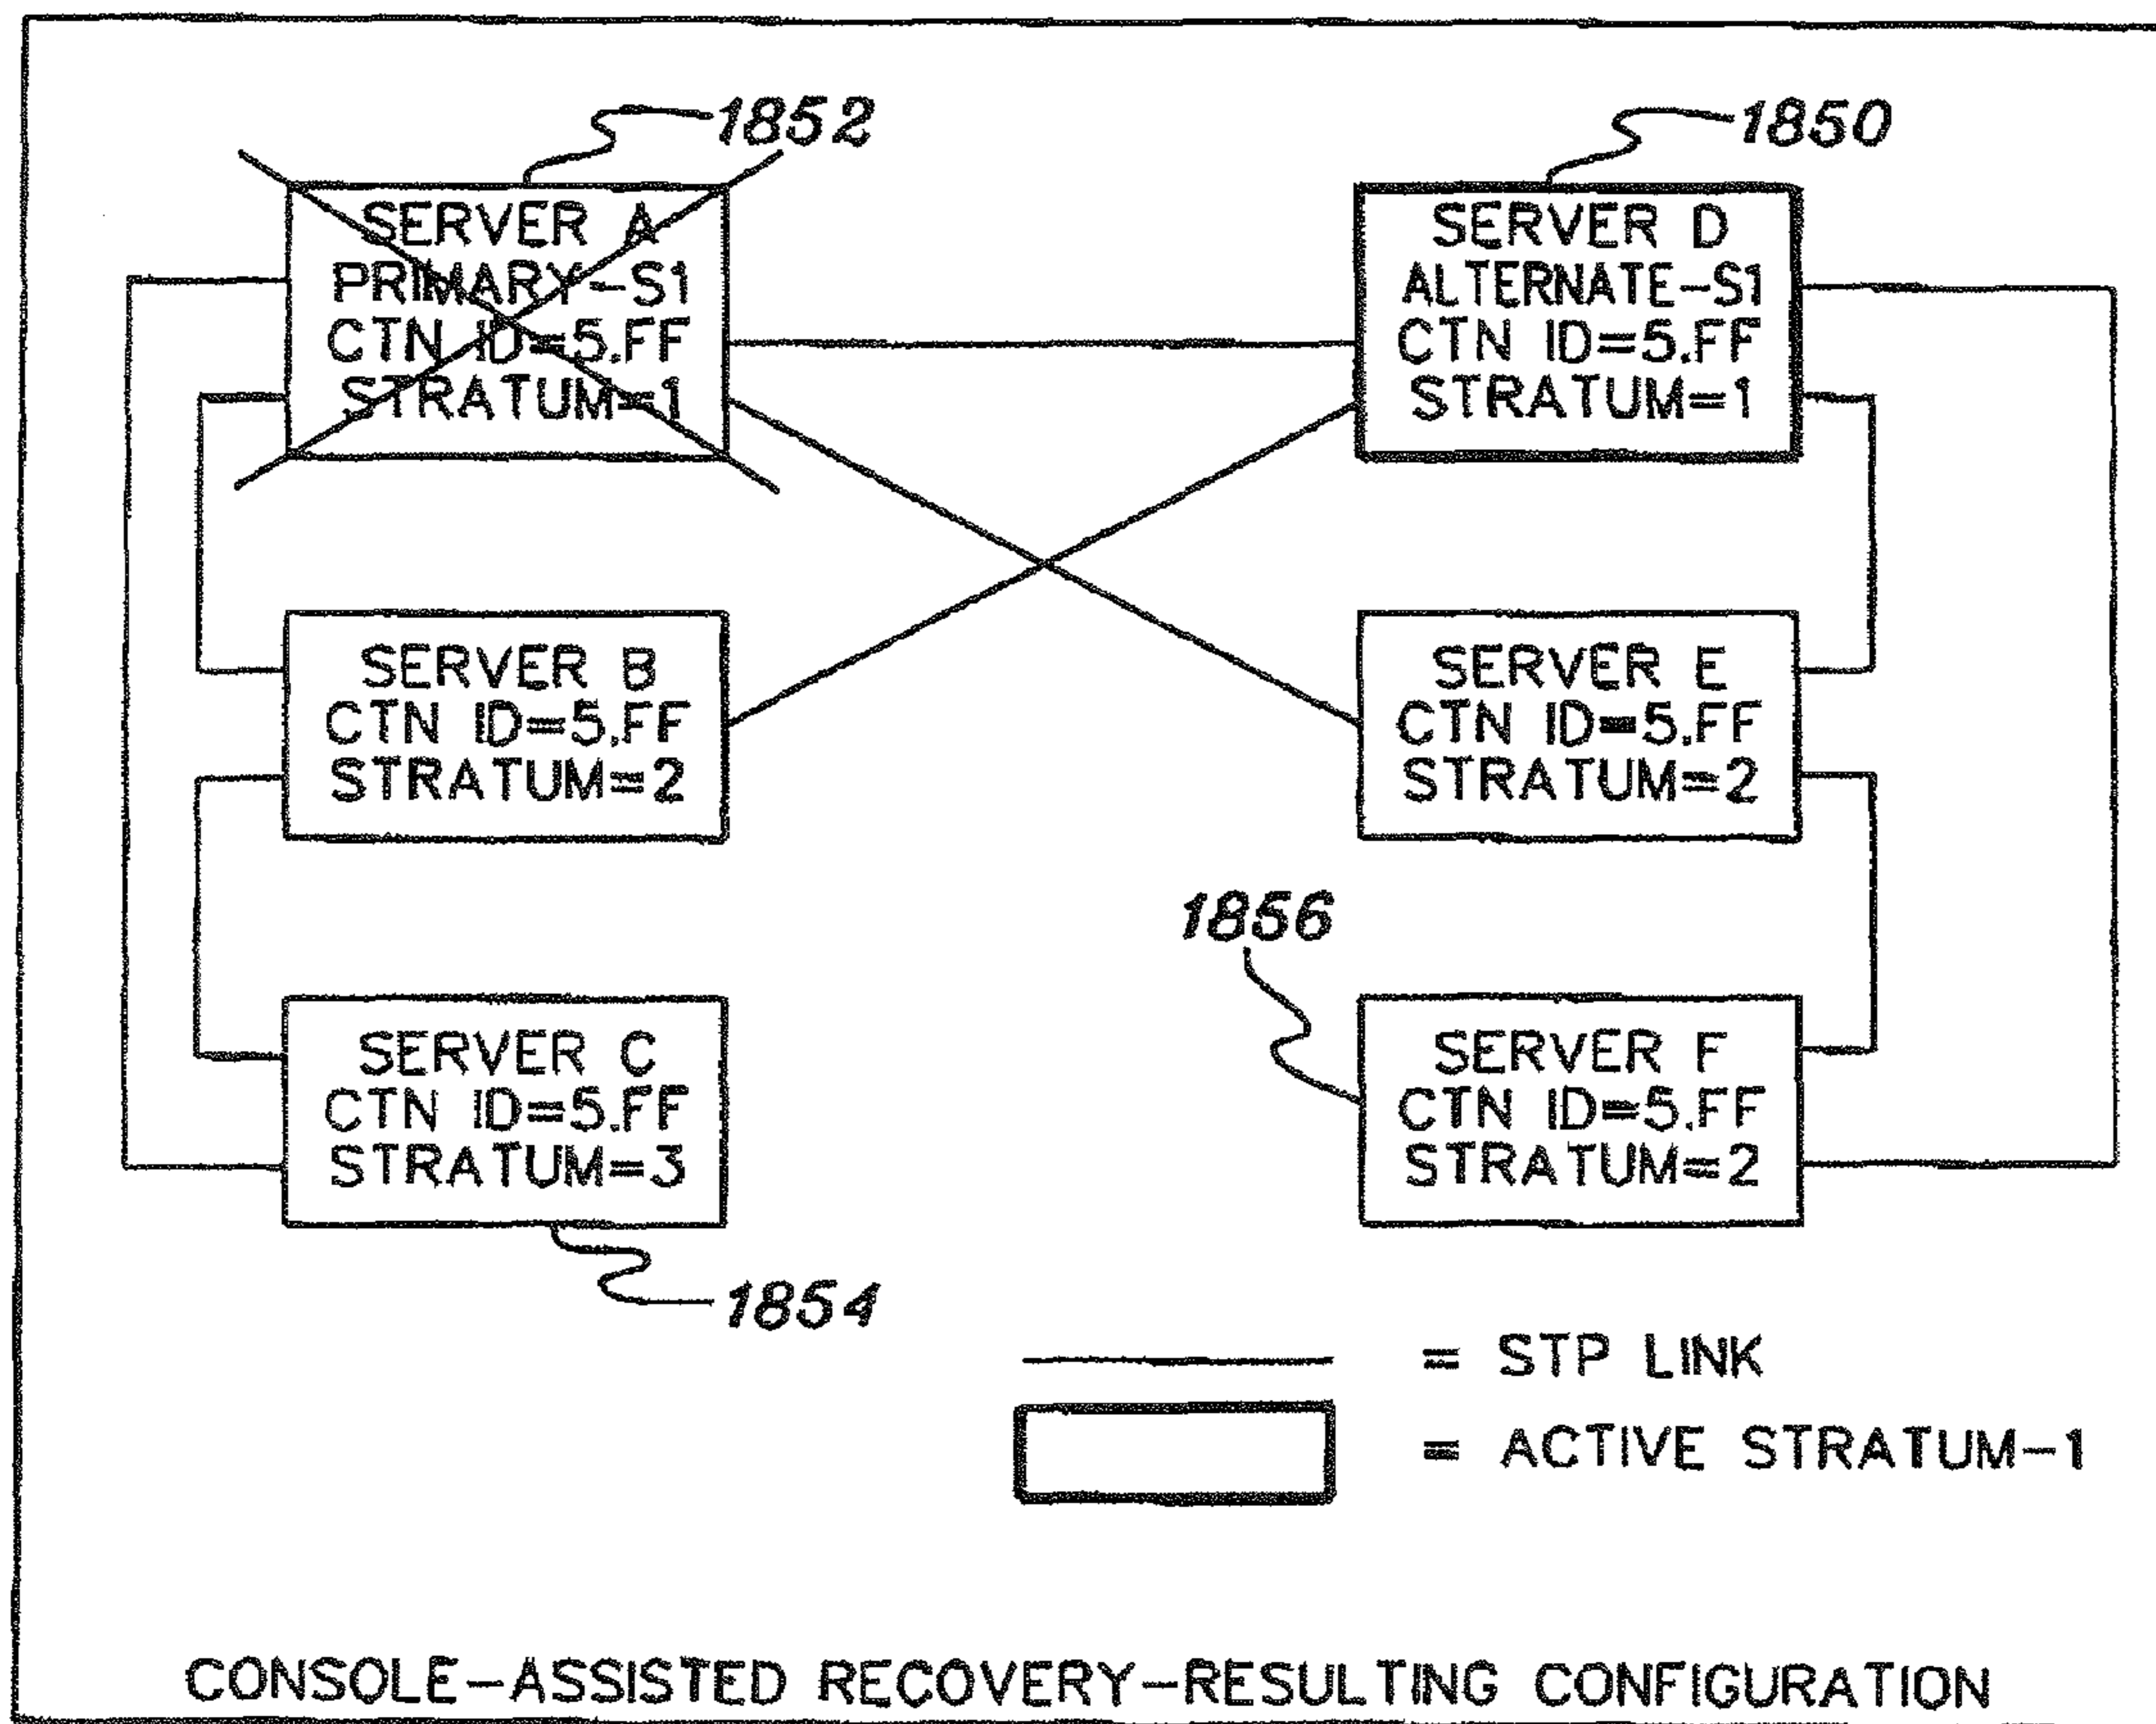 1852
SERVER A
PRIMARY-S1
CTN ID=5.FF
STRATUM=1
1850
SERVER D
ALTERNATE-S1
CTN ID=5.FF
STRATUM=1
SERVER B
CTN ID=5.FF
STRATUM=2
SERVER E
CTN ID=5.FF
STRATUM=2
1856
SERVER C
CTN ID=5.FF
STRATUM=3
1854
SERVER F
CTN ID=5.FF
STRATUM=2
= STP LINK
= ACTIVE STRATUM-1
CONSOLE-ASSISTED RECOVERY-RESULTING CONFIGURATION